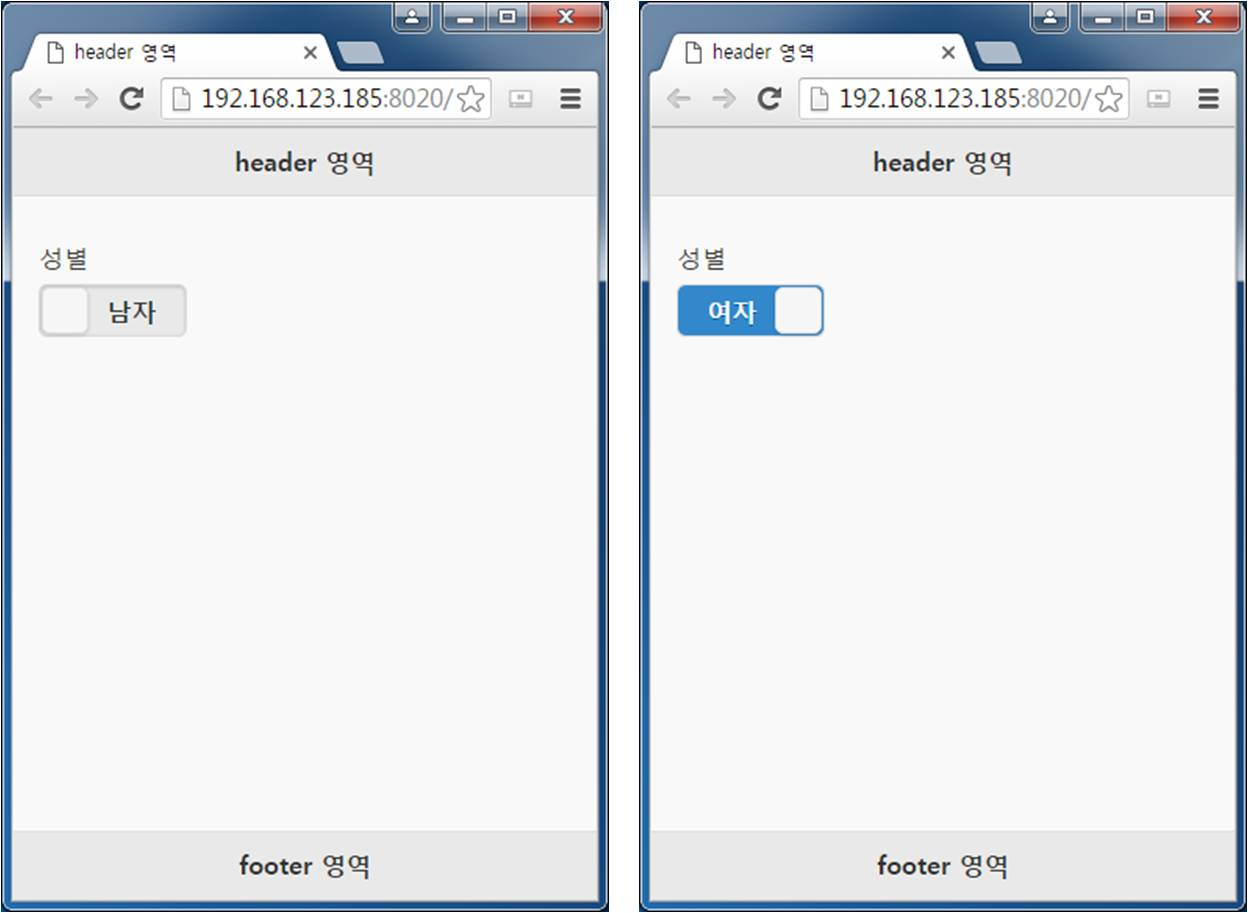 header 영역
192.168.123.185:8020/
header 영역
성별
남자
footer 영역
header 영역
192.168.123.185:8020/
header 영역
성별
여자
footer 영역